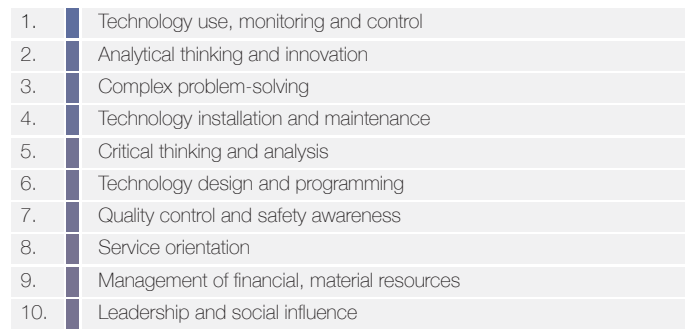 1. Technology use, monitoring and control
2. Analytical thinking and innovation
3. Complex problem-solving
4. Technology installation and maintenance
5. Critical thinking and analysis
6. Technology design and programming
7. Quality control and safety awareness
8. Service orientation
9. Management of financial, material resources
10. Leadership and social influence